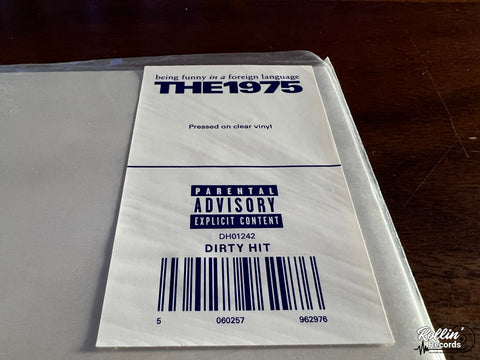 being funny in a foreign language
THE1975
Pressed on clear vinyl
PARENTAL
ADVISORY
EXPLICIT CONTENT
DH01242
DIRTY HIT
5 060257 962976
Rollin'
Records